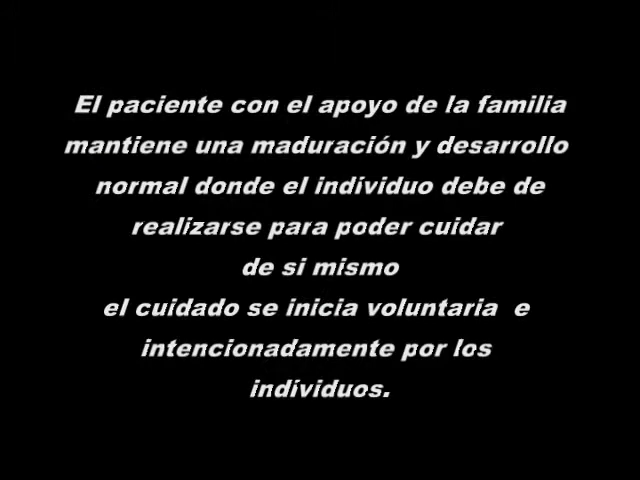 El paciente con el apoyo de la familia
mantiene una maduración y desarrollo
normal donde el individuo debe de
realizarse para poder cuidar
de si mismo
el cuidado se inicia voluntaria e
intencionadamente por los
individuos.